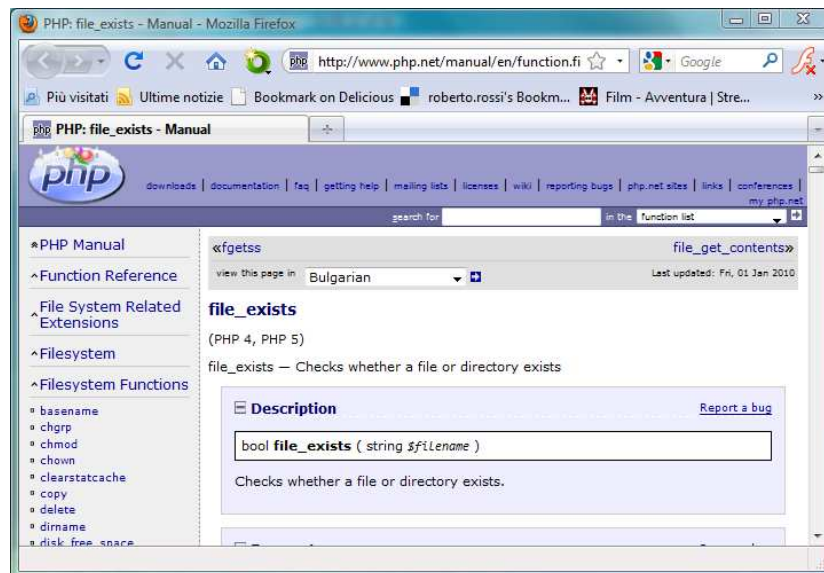 PHP: file_exists - Manual - Mozilla Firefox
php http://www.php.net/manual/en/function.fi Google
Più visitati Ultime notizie Bookmark on Delicious roberto.rossi's Bookm... Film - Avventura | Stre... »
php PHP: file_exists - Manual
php
downloads | documentation | faq | getting help | mailing lists | licenses | wiki | reporting bugs | php.net sites | links | conferences |
my php.net
search for in the function list
PHP Manual
Function Reference
File System Related
Extensions
Filesystem
Filesystem Functions
basename
chgrp
chmod
chown
clearstatcache
copy
delete
dirname
disk_free_space
«fgetss file_get_contents»
view this page in Bulgarian Last updated: Fri, 01 Jan 2010
file_exists
(PHP 4, PHP 5)
file_exists — Checks whether a file or directory exists
Description Report a bug
bool file_exists ( string $filename )
Checks whether a file or directory exists.